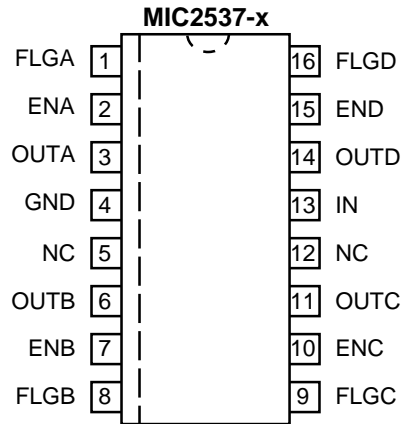 MIC2537-x
FLGA 1 16 FLGD
ENA 2 15 END
OUTA 3 14 OUTD
GND 4 13 IN
NC 5 12 NC
OUTB 6 11 OUTC
ENB 7 10 ENC
FLGB 8 9 FLGC